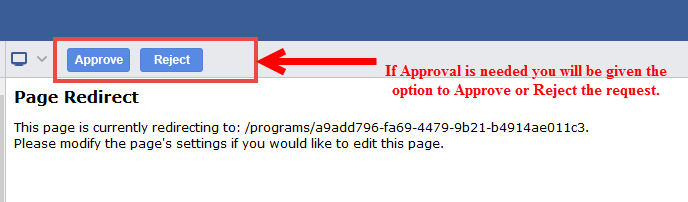 Approve
Reject
If Approval is needed you will be given the
option to Approve or Reject the request.
Page Redirect
This page is currently redirecting to: /programs/a9add796-fa69-4479-9b21-b4914ae011c3.
Please modify the page's settings if you would like to edit this page.